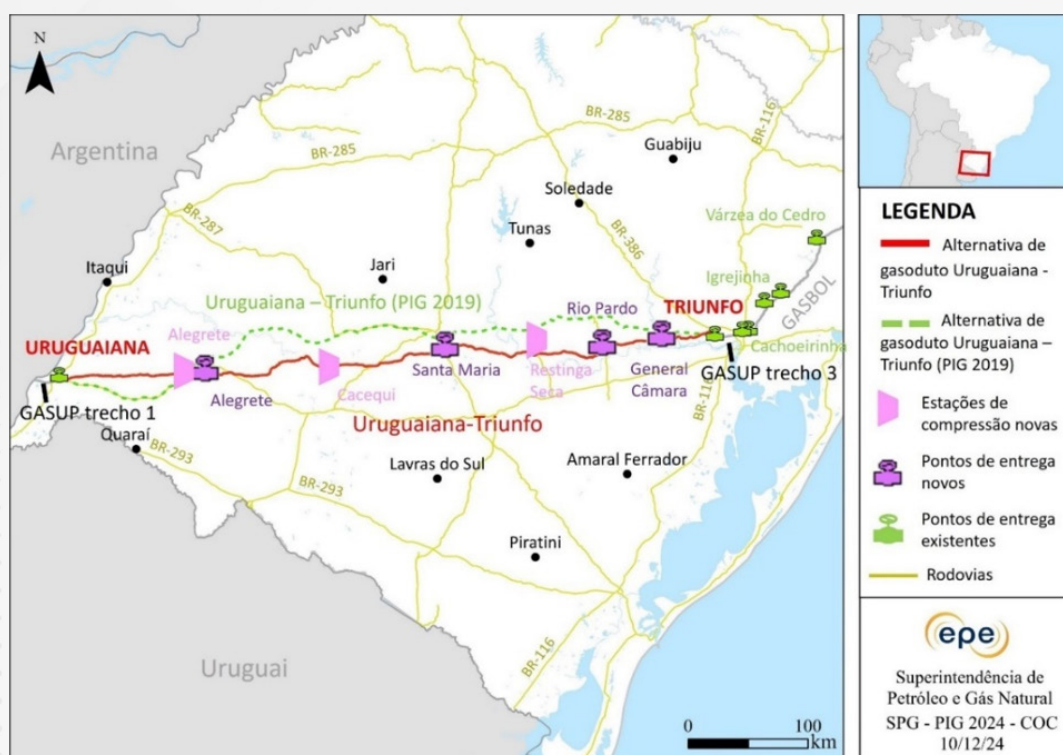 N
Argentina
BR-285
BR-285
BR-116
Guabiju
Soledade
BR-287
BR-386
Várzea do Cedro
Tunas
Itaqui
Jari
Igrejinha
Uruguaiana – Triunfo (PIG 2019)
Rio Pardo
TRIUNFO
GASBOL
Alegrete
URUGUAIANA
Cachoeirinha
Santa Maria
Restinga
Seca
General
Câmara
GASUP trecho 3
Alegrete
Cacequi
BR-116
GASUP trecho 1
Uruguaiana-Triunfo
Quaraí
BR-293
Lavras do Sul
Amaral Ferrador
BR-293
Piratini
BR-116
Uruguai
0 100
km
LEGENDA
Alternativa de
gasoduto Uruguaiana -
Triunfo
Alternativa de
gasoduto Uruguaiana –
Triunfo (PIG 2019)
Estações de
compressão novas
Pontos de entrega
novos
Pontos de entrega
existentes
Rodovias
epe
Superintendência de
Petróleo e Gás Natural
SPG - PIG 2024 - COC
10/12/24